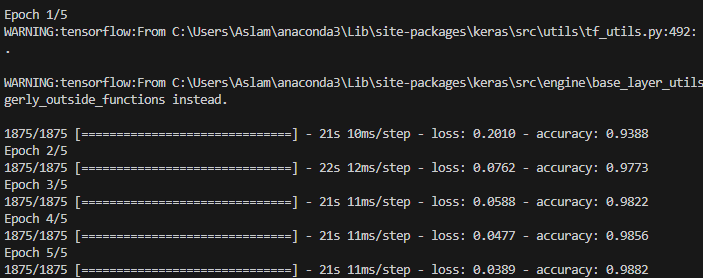 Epoch 1/5
WARNING:tensorflow:From C:\Users\Aslam\anaconda3\Lib\site-packages\keras\src\utils\tf_utils.py:492:
.
WARNING:tensorflow:From C:\Users\Aslam\anaconda3\Lib\site-packages\keras\src\engine\base_layer_utils
gerly_outside_functions instead.
1875/1875 [==============================] - 21s 10ms/step - loss: 0.2010 - accuracy: 0.9388
Epoch 2/5
1875/1875 [==============================] - 22s 12ms/step - loss: 0.0762 - accuracy: 0.9773
Epoch 3/5
1875/1875 [==============================] - 21s 11ms/step - loss: 0.0588 - accuracy: 0.9822
Epoch 4/5
1875/1875 [==============================] - 21s 11ms/step - loss: 0.0477 - accuracy: 0.9856
Epoch 5/5
1875/1875 [==============================] - 21s 11ms/step - loss: 0.0389 - accuracy: 0.9882